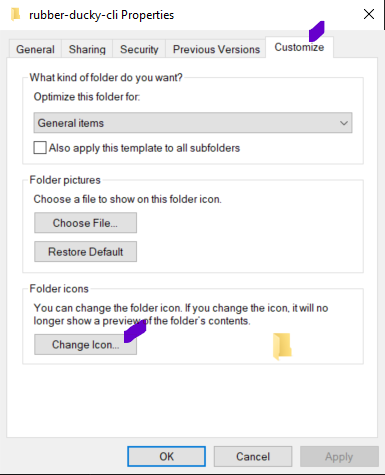 rubber-ducky-cli Properties
General Sharing Security Previous Versions Customize
What kind of folder do you want?
Optimize this folder for:
General items
Also apply this template to all subfolders
Folder pictures
Choose a file to show on this folder icon.
Choose File...
Restore Default
Folder icons
You can change the folder icon. If you change the icon, it will no
longer show a preview of the folder's contents.
Change Icon...
OK Cancel Apply